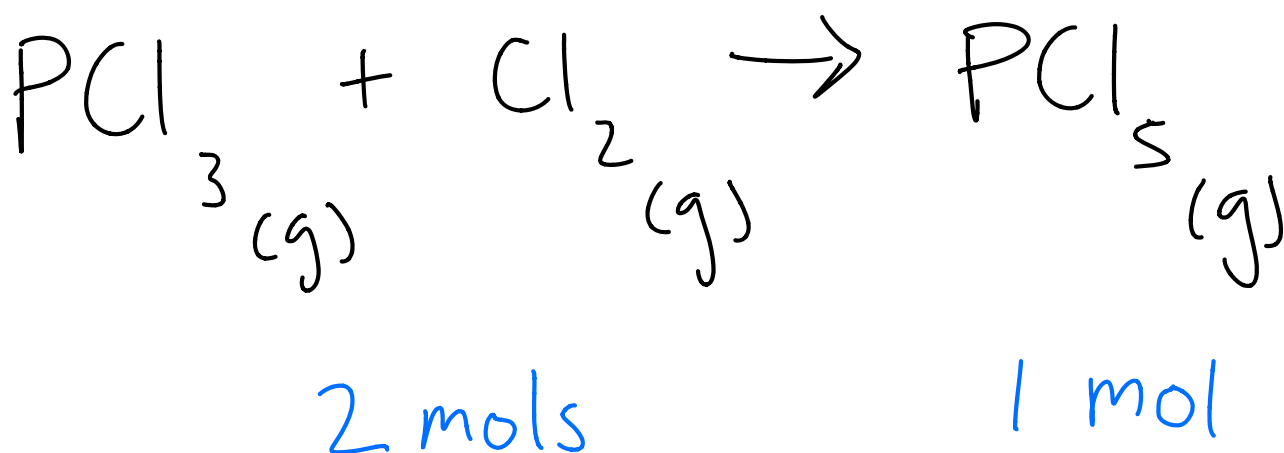 PCl₃(g) + Cl₂(g) → PCl₅(g)
2 mols 1 mol